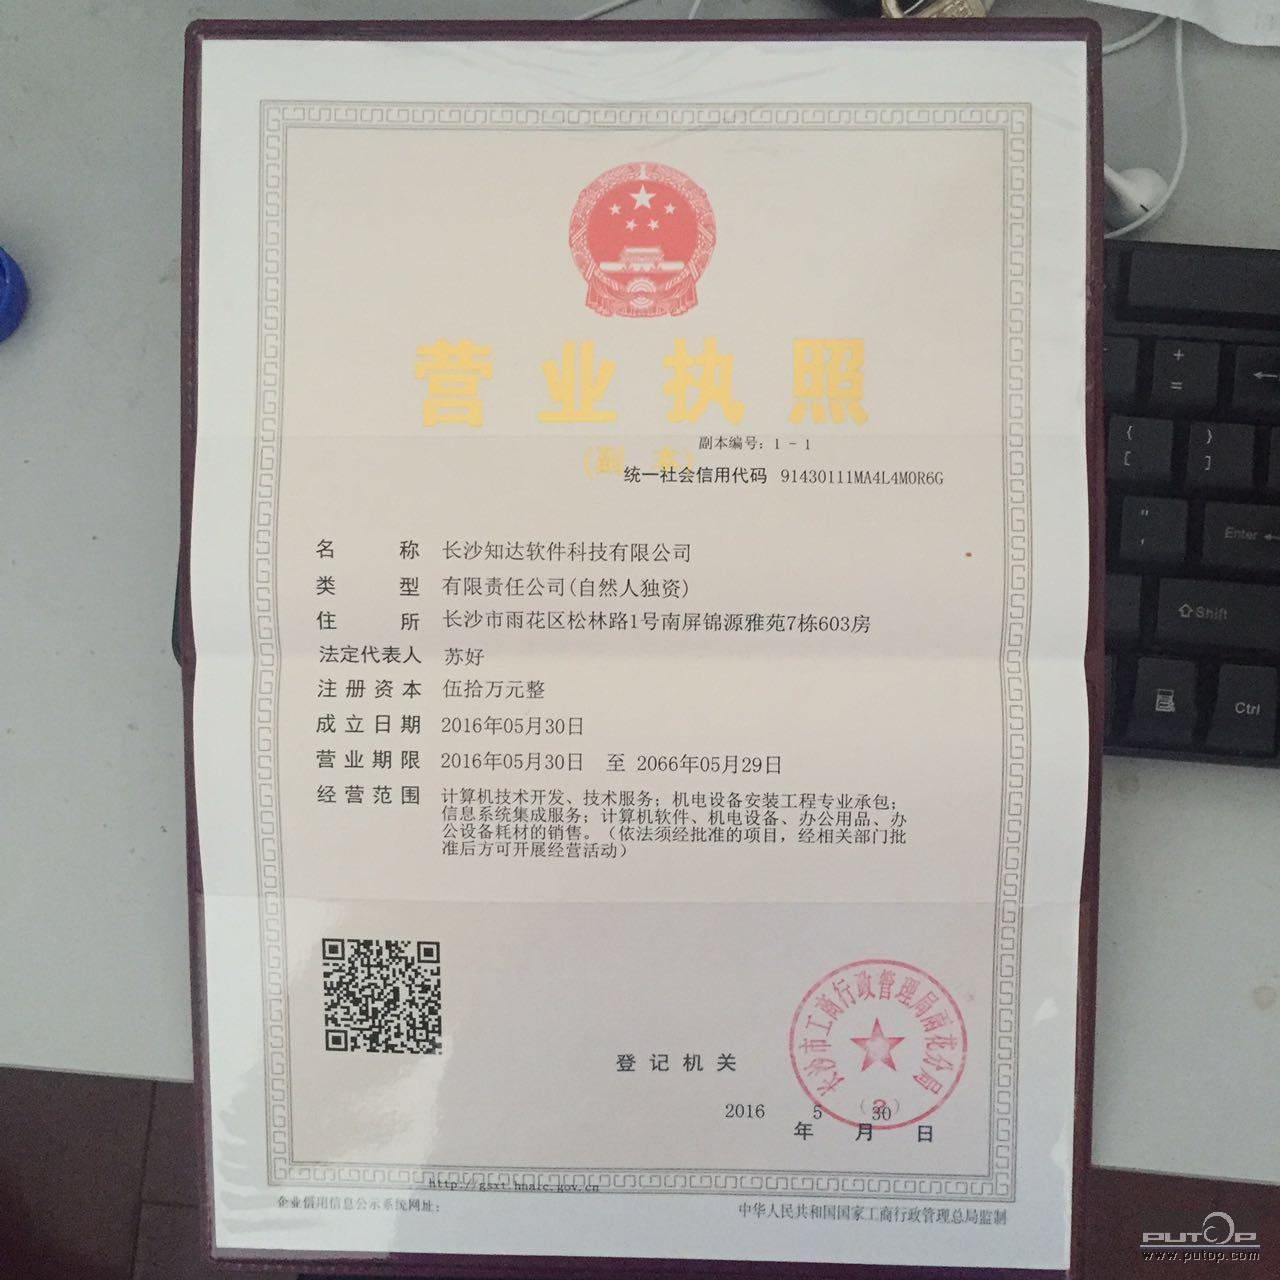 营业执照
(副 本)
副本编号：1 - 1
统一社会信用代码 91430111MA4L4M0R6G
名 称 长沙知达软件科技有限公司
类 型 有限责任公司(自然人独资)
住 所 长沙市雨花区松林路1号南屏锦源雅苑7栋603房
法定代表人 苏好
注册资本 伍拾万元整
成立日期 2016年05月30日
营业期限 2016年05月30日 至 2066年05月29日
经营范围 计算机技术开发、技术服务；机电设备安装工程专业承包；
信息系统集成服务；计算机软件、机电设备、办公用品、办
公设备耗材的销售。（依法须经批准的项目，经相关部门批
准后方可开展经营活动）
长沙市工商行政管理局雨花分局
(2)
登记机关
2016 5 30
年 月 日
http://gsxt.hnaic.gov.cn
企业信用信息公示系统网址：
中华人民共和国国家工商行政管理总局监制
+
=
{
[
}
]
"
'
Enter
Shift
Ctrl
PUTOP
www.putop.com